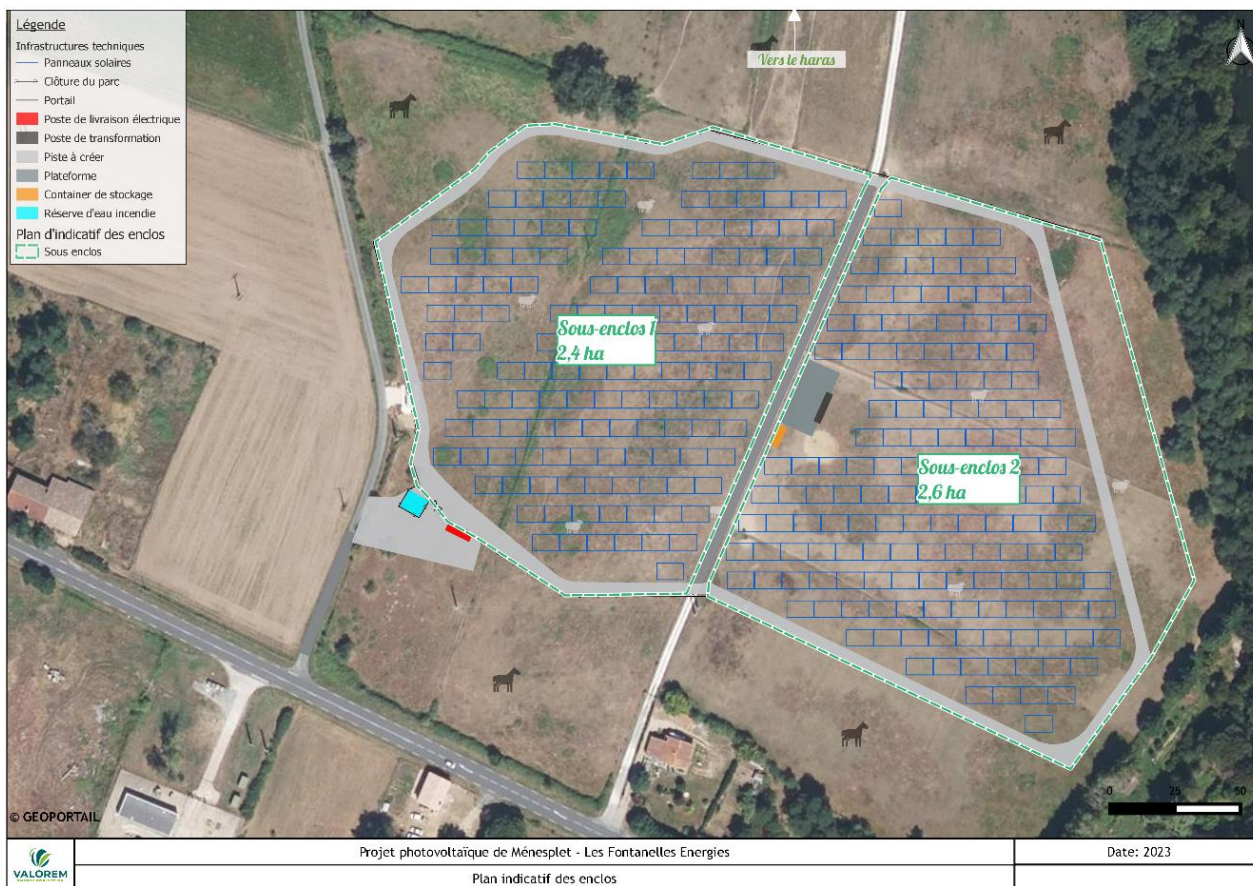 Légende
Infrastructures techniques
Panneaux solaires
Clôture du parc
Portail
Poste de livraison électrique
Poste de transformation
Piste à créer
Plateforme
Container de stockage
Réserve d'eau incendie
Plan d'indicatif des enclos
Sous enclos
Vers le haras
N
Sous-enclos 1
2,4 ha
Sous-enclos 2
2,6 ha
0 25 50
© GEOPORTAIL
VALOREM
Projet photovoltaïque de Ménesplet - Les Fontanelles Energies
Date: 2023
Plan indicatif des enclos